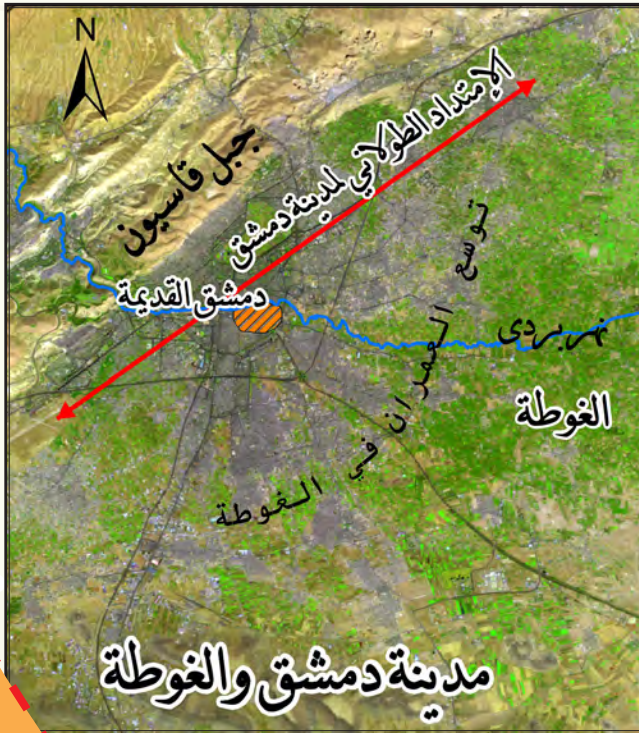 N
جبل قاسيون
الإمتداد الطولاني لمدينة دمشق
دمشق القديمة
توسع العمران في الغوطة
نهر بردى
الغوطة
مدينة دمشق والغوطة